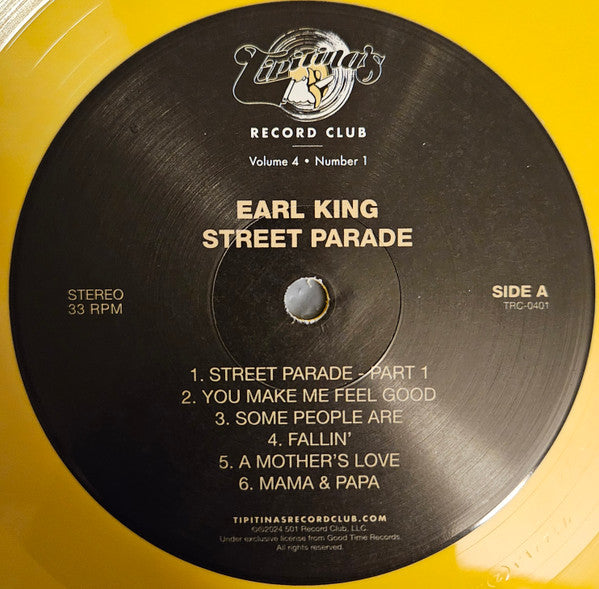 Tipitina's
RECORD CLUB
Volume 4 • Number 1
EARL KING
STREET PARADE
STEREO
33 RPM
SIDE A
TRC-0401
1. STREET PARADE - PART 1
2. YOU MAKE ME FEEL GOOD
3. SOME PEOPLE ARE
4. FALLIN'
5. A MOTHER'S LOVE
6. MAMA & PAPA
TIPITINASRECORDCLUB.COM
©℗2024 501 Record Club, LLC.
Under exclusive license from Good Time Records.
All rights reserved.